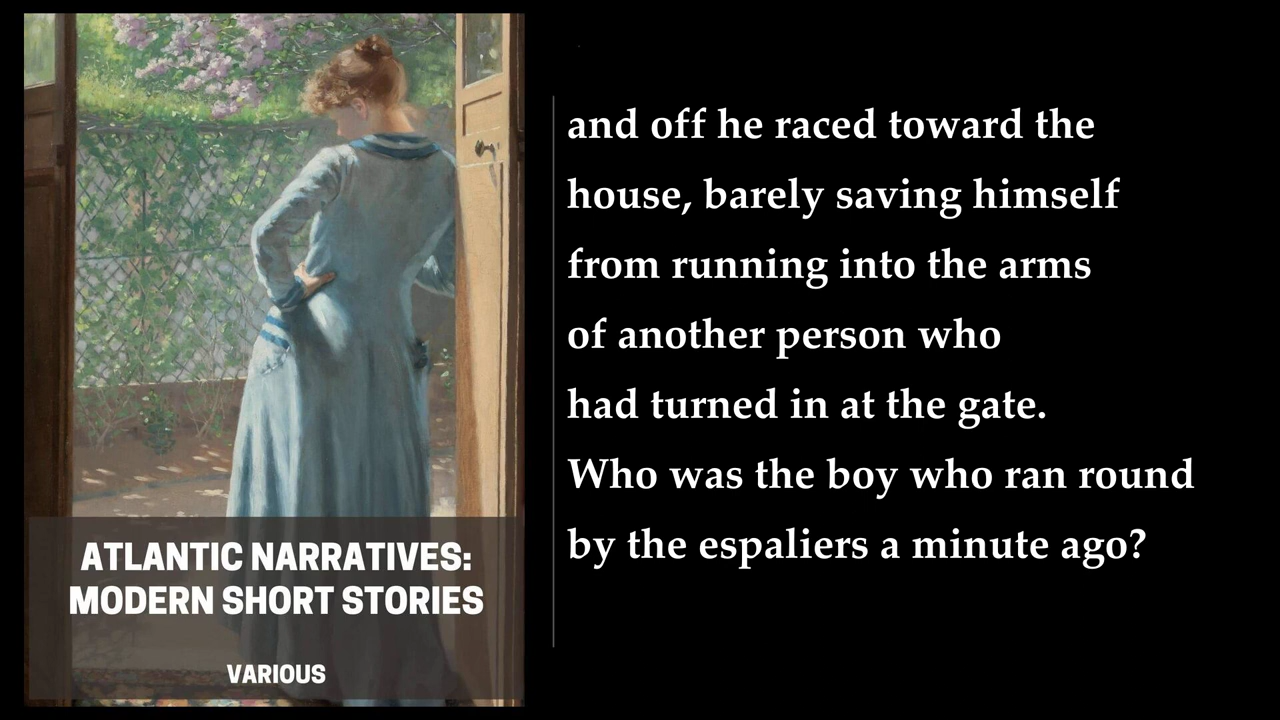 ATLANTIC NARRATIVES:
MODERN SHORT STORIES
VARIOUS
and off he raced toward the
house, barely saving himself
from running into the arms
of another person who
had turned in at the gate.
Who was the boy who ran round
by the espaliers a minute ago?